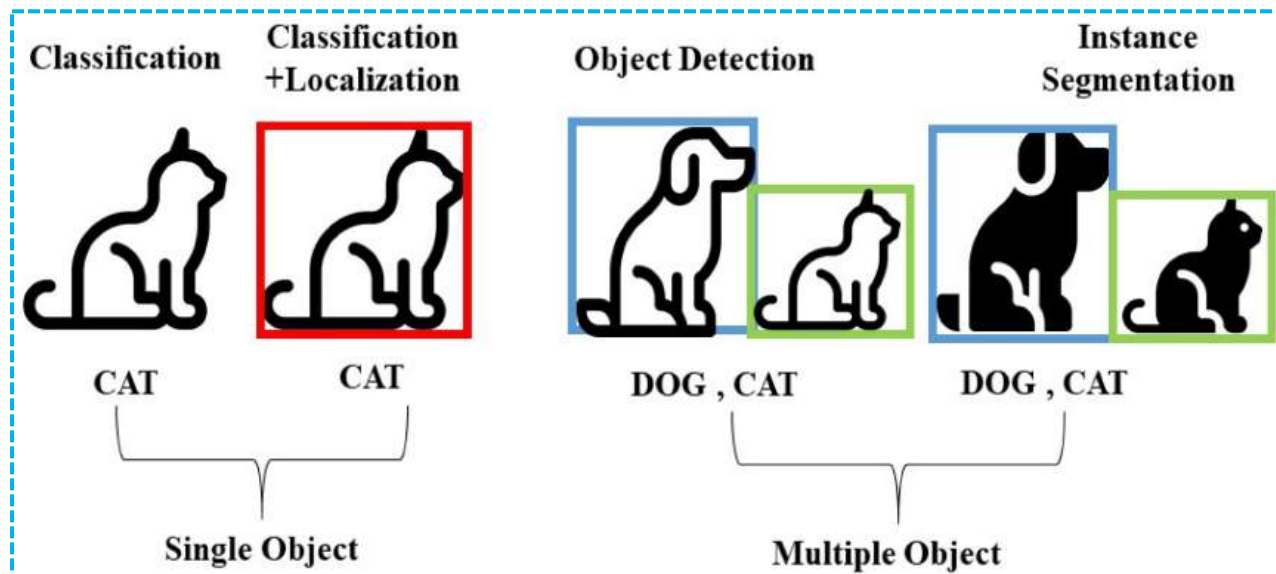 Classification
Classification
+Localization
Object Detection
Instance
Segmentation
CAT
CAT
DOG , CAT
DOG , CAT
Single Object
Multiple Object